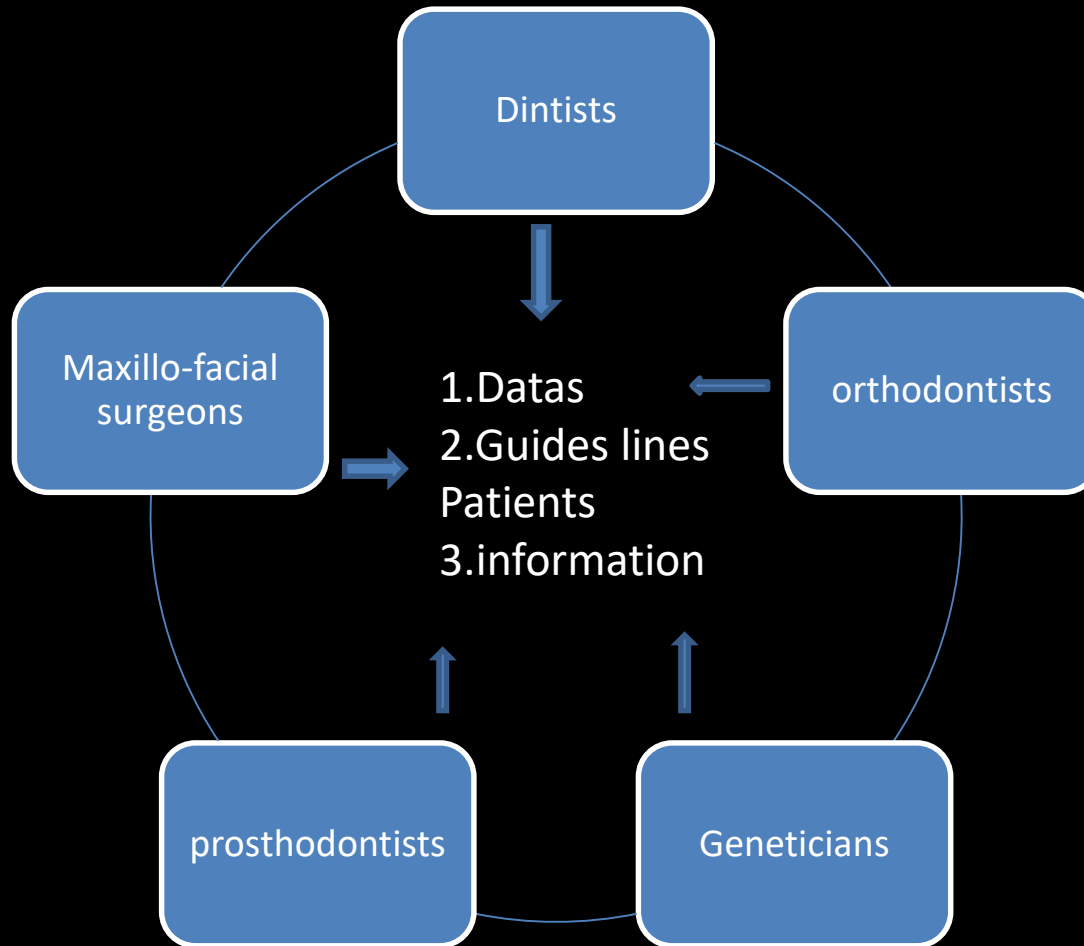 Dintists
Maxillo-facial
surgeons
orthodontists
1.Datas
2.Guides lines
Patients
3.information
prosthodontists
Geneticians